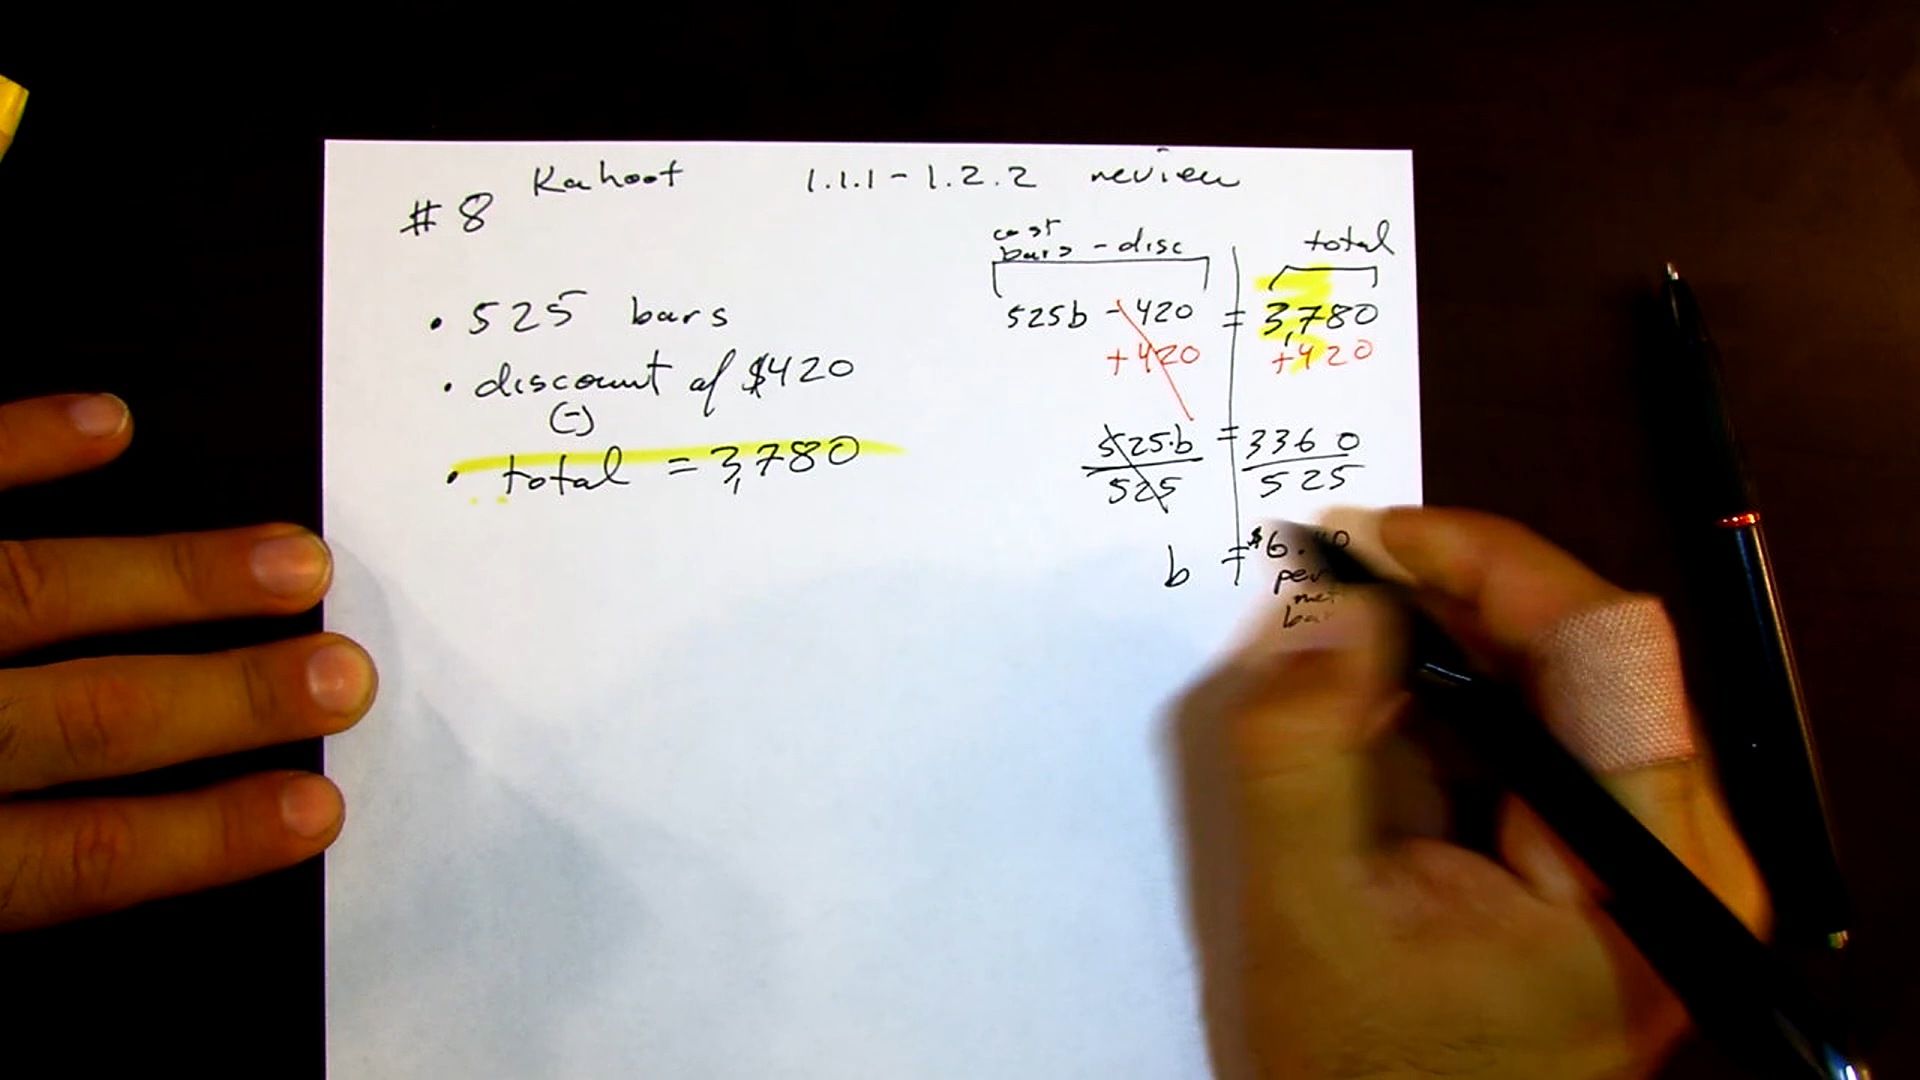 Kahoot 1.1.1 - 1.2.2 review
# 8
• 525 bars
• discount of $420
(-)
• total = 3,780
cost
bars - disc total
525b - 420 = 3,780
+420 +420
525·b = 3360
525 525
b = $6.40
per